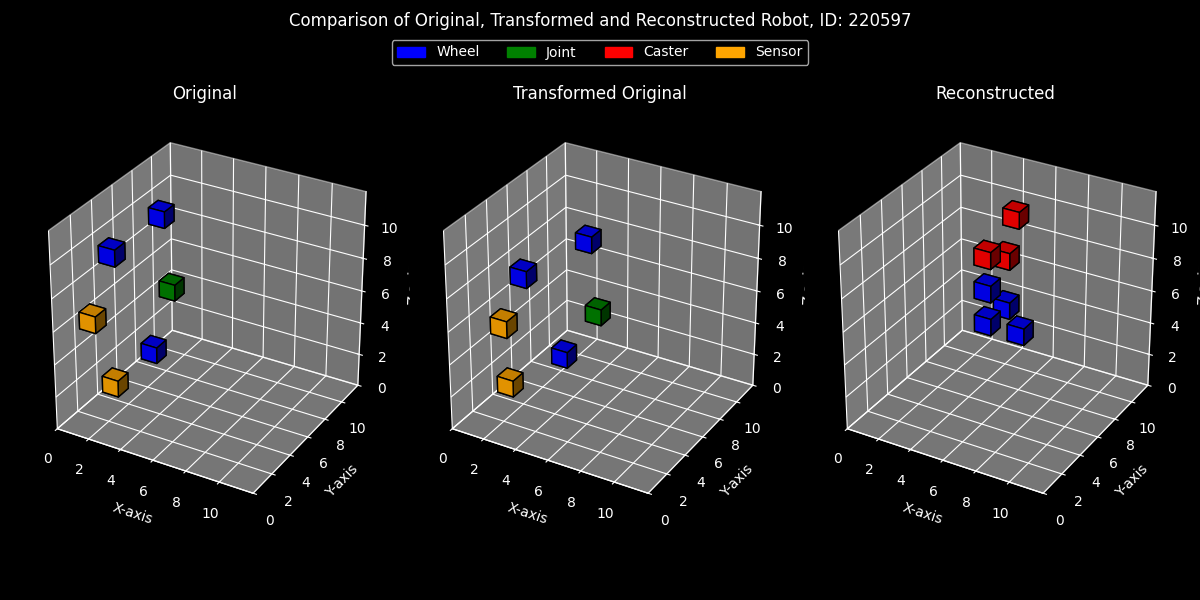 Comparison of Original, Transformed and Reconstructed Robot, ID: 220597
Wheel Joint Caster Sensor
Original Transformed Original Reconstructed
10 10 10
8 8 8
6 6 6
4 4 4
2 2 2
0 0 0
10 10 10
8 8 8
6 6 6
4 4 4
2 2 2
0 0 0
0 2 4 6 8 10 0 2 4 6 8 10 0 2 4 6 8 10
X-axis Y-axis X-axis Y-axis X-axis Y-axis